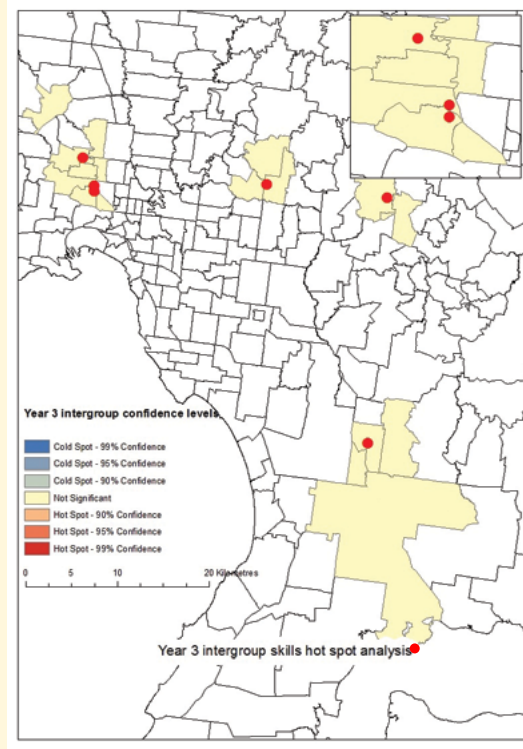 Year 3 intergroup confidence levels
Cold Spot - 99% Confidence
Cold Spot - 95% Confidence
Cold Spot - 90% Confidence
Not Significant
Hot Spot - 90% Confidence
Hot Spot - 95% Confidence
Hot Spot - 99% Confidence
0 5 10 20 Kilometres
Year 3 intergroup skills hot spot analysis